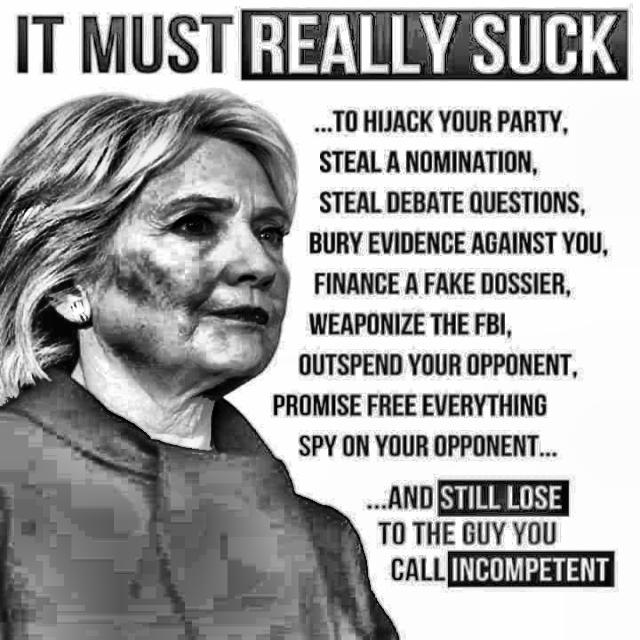 IT MUST REALLY SUCK
...TO HIJACK YOUR PARTY,
STEAL A NOMINATION,
STEAL DEBATE QUESTIONS,
BURY EVIDENCE AGAINST YOU,
FINANCE A FAKE DOSSIER,
WEAPONIZE THE FBI,
OUTSPEND YOUR OPPONENT,
PROMISE FREE EVERYTHING
SPY ON YOUR OPPONENT...
...AND STILL LOSE
TO THE GUY YOU
CALL INCOMPETENT